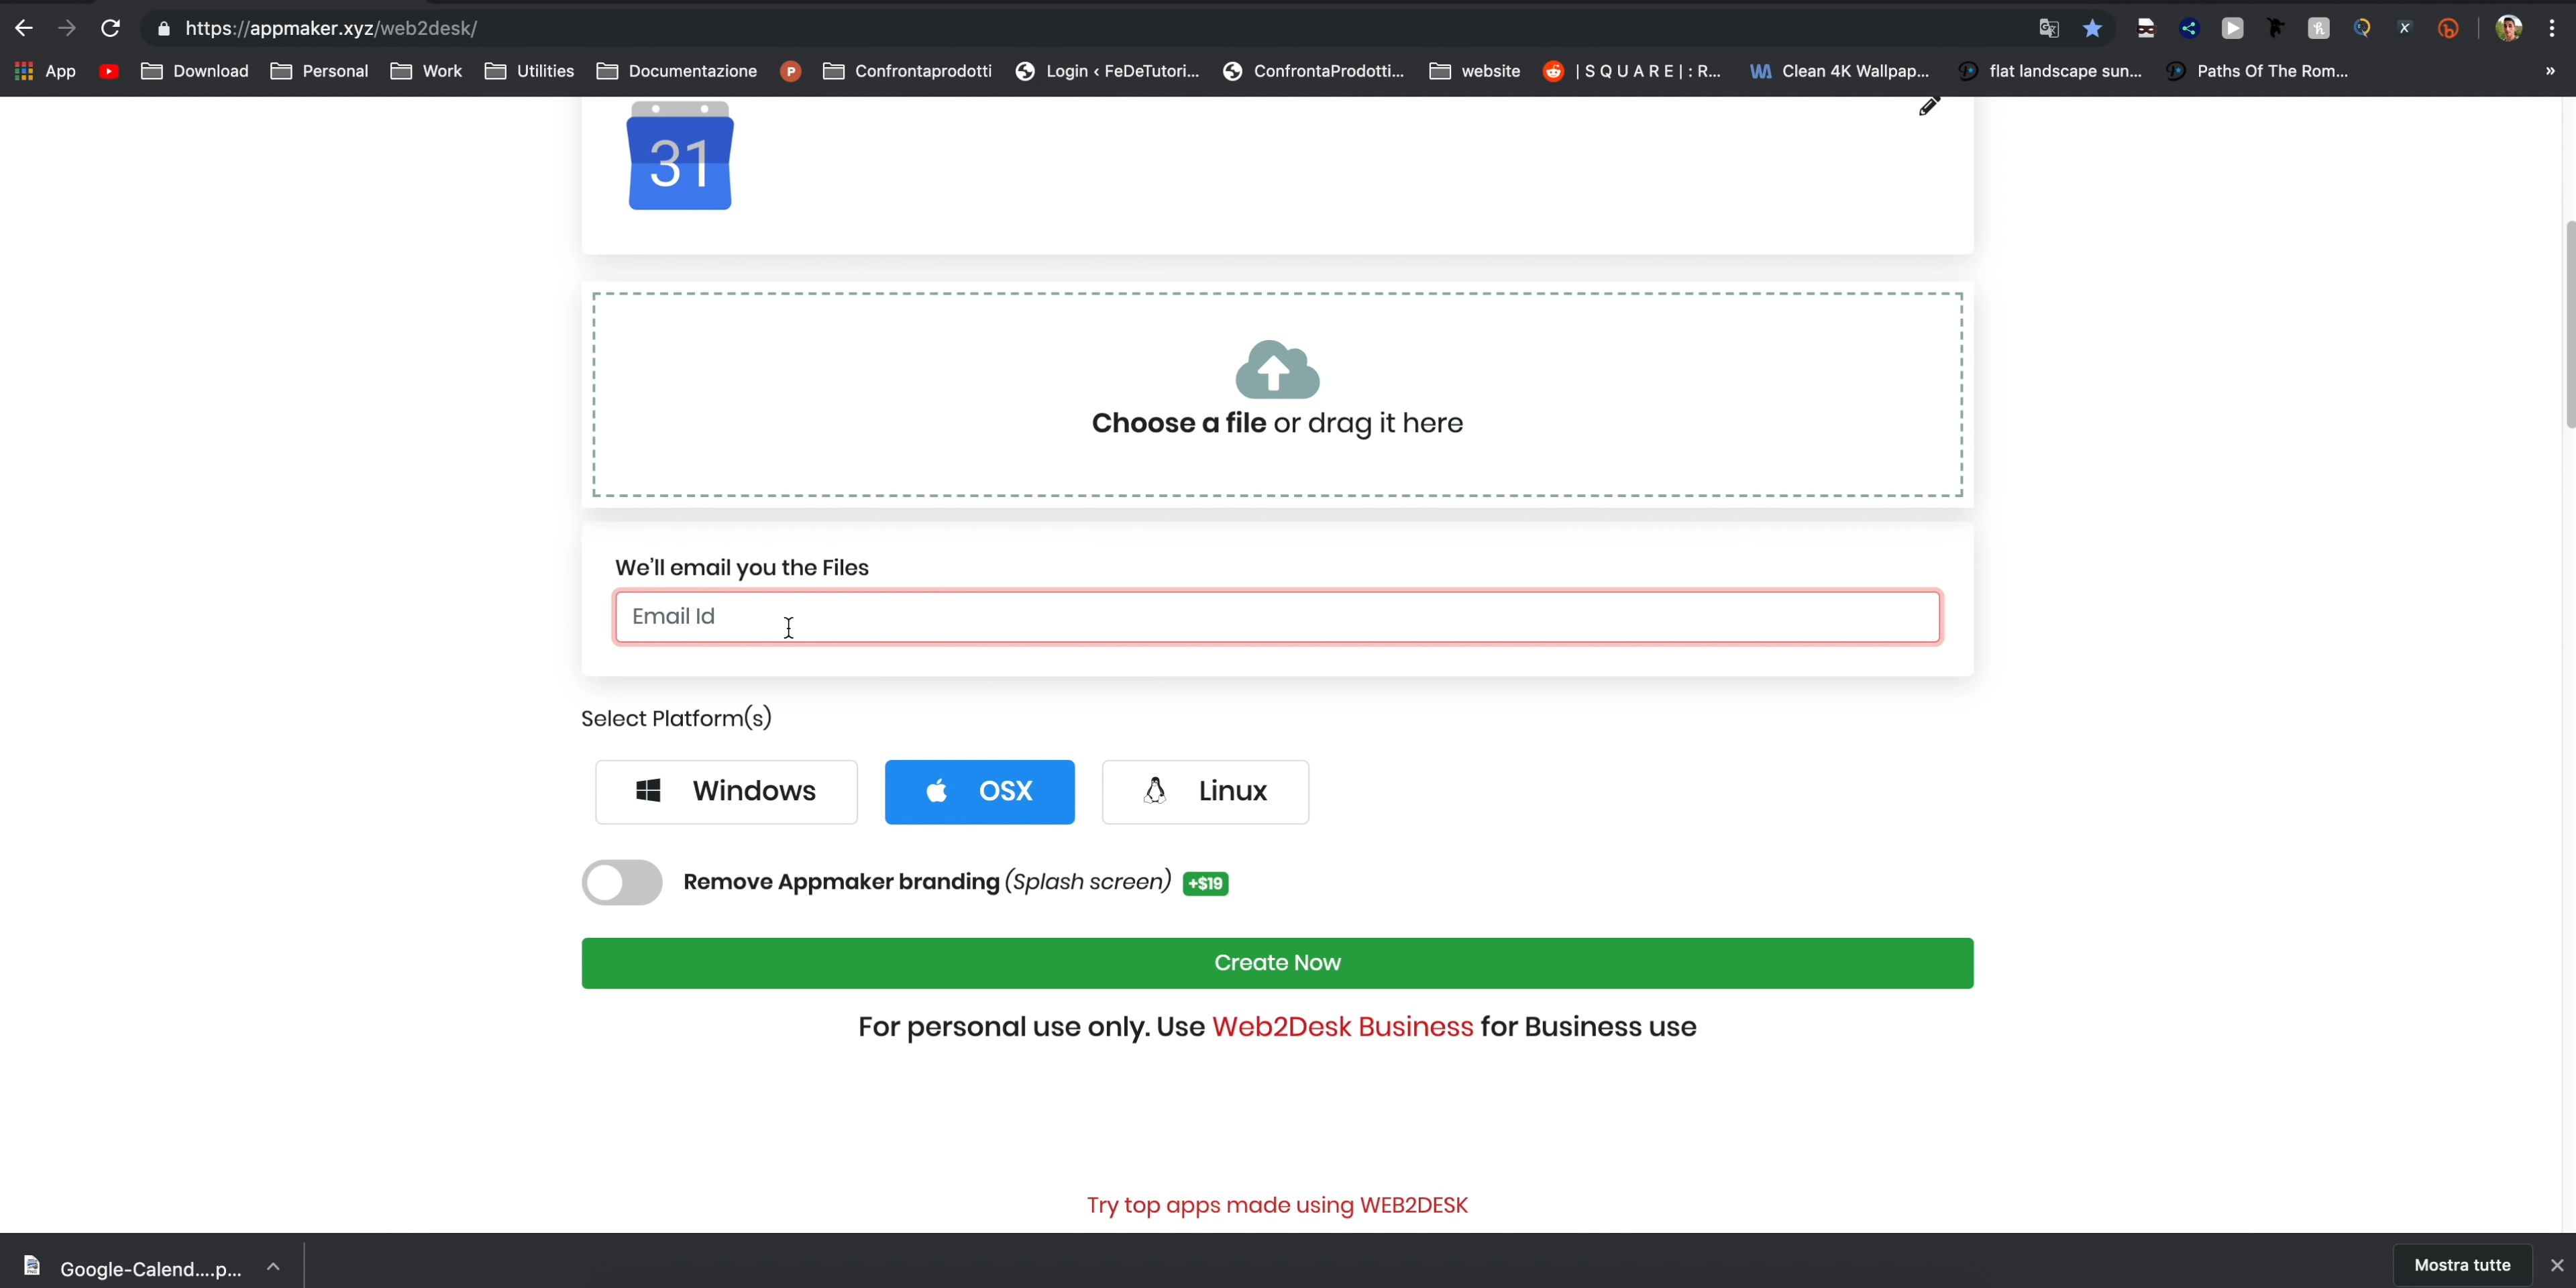 https://appmaker.xyz/web2desk/
App Download Personal Work Utilities Documentazione P Confrontaprodotti Login < FeDeTutori... ConfrontaProdotti... website | S Q U A R E | : R... Clean 4K Wallpap... flat landscape sun... Paths Of The Rom... »
31
Choose a file or drag it here
We'll email you the Files
Email Id
Select Platform(s)
Windows OSX Linux
Remove Appmaker branding (Splash screen) +$19
Create Now
For personal use only. Use Web2Desk Business for Business use
Try top apps made using WEB2DESK
Google-Calend....p... Mostra tutte